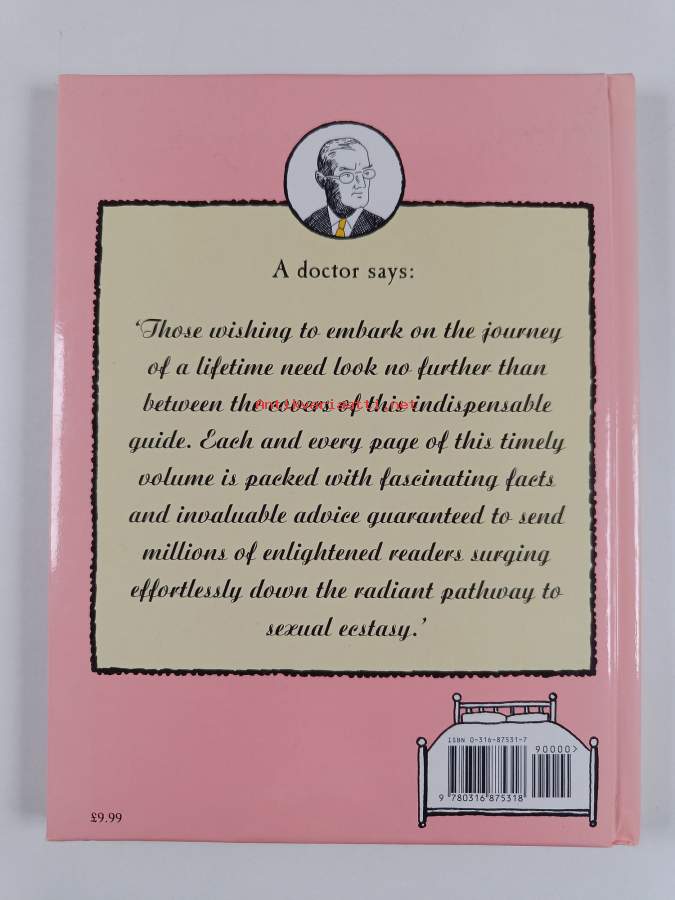 A doctor says:
‘Those wishing to embark on the journey
of a lifetime need look no further than
between the covers of this indispensable
Antikvariaatti.net
guide. Each and every page of this timely
volume is packed with fascinating facts
and invaluable advice guaranteed to send
millions of enlightened readers surging
effortlessly down the radiant pathway to
sexual ecstasy.’
ISBN 0-316-87531-7
90000>
9 780316 875318
£9.99